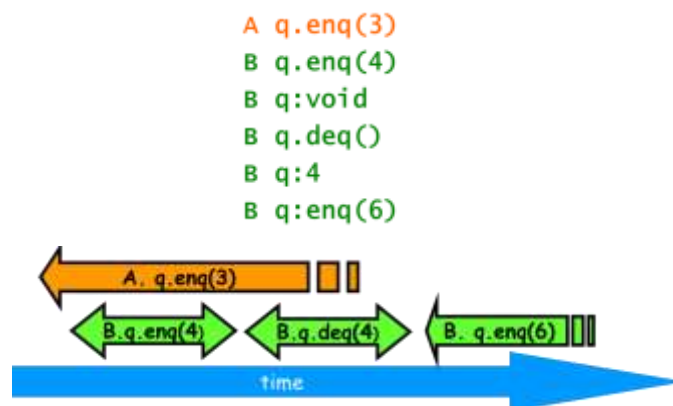 A q.enq(3)
B q.enq(4)
B q:void
B q.deq()
B q:4
B q:enq(6)
A. q.enq(3)
B.q.enq(4) B.q.deq(4) B. q.enq(6)
time